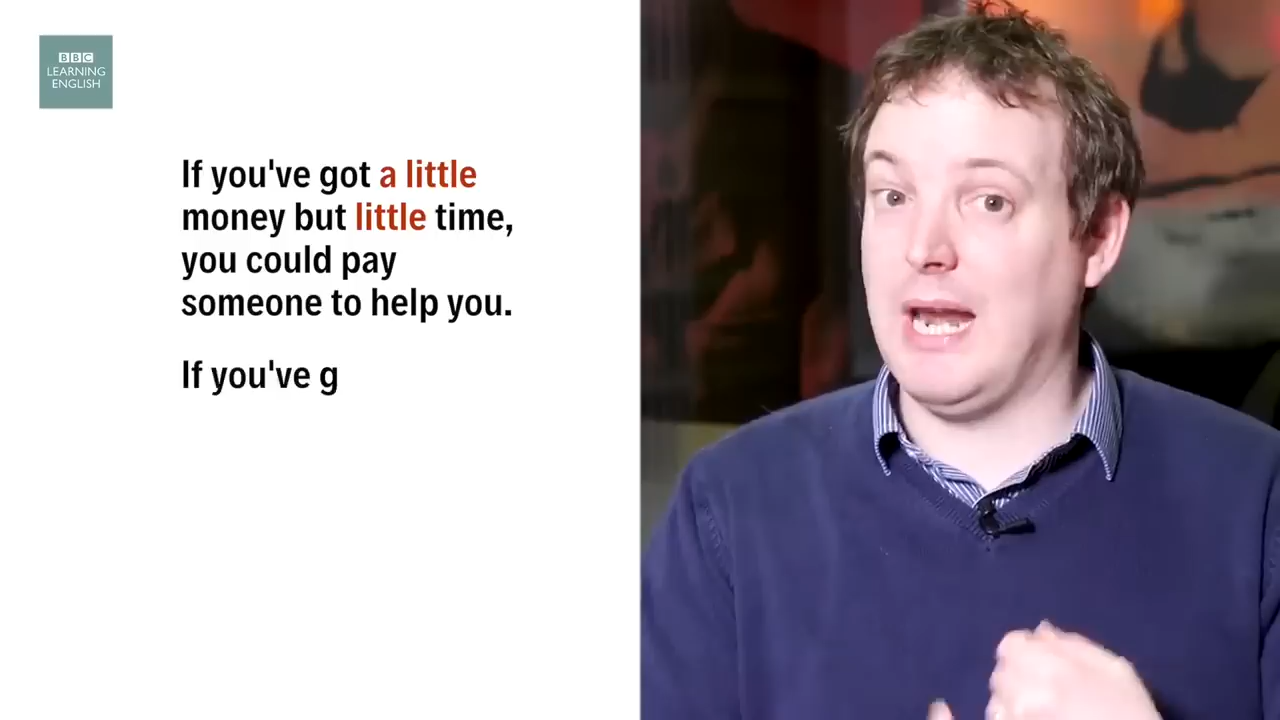 BBC
LEARNING
ENGLISH
If you've got a little
money but little time,
you could pay
someone to help you.
If you've g